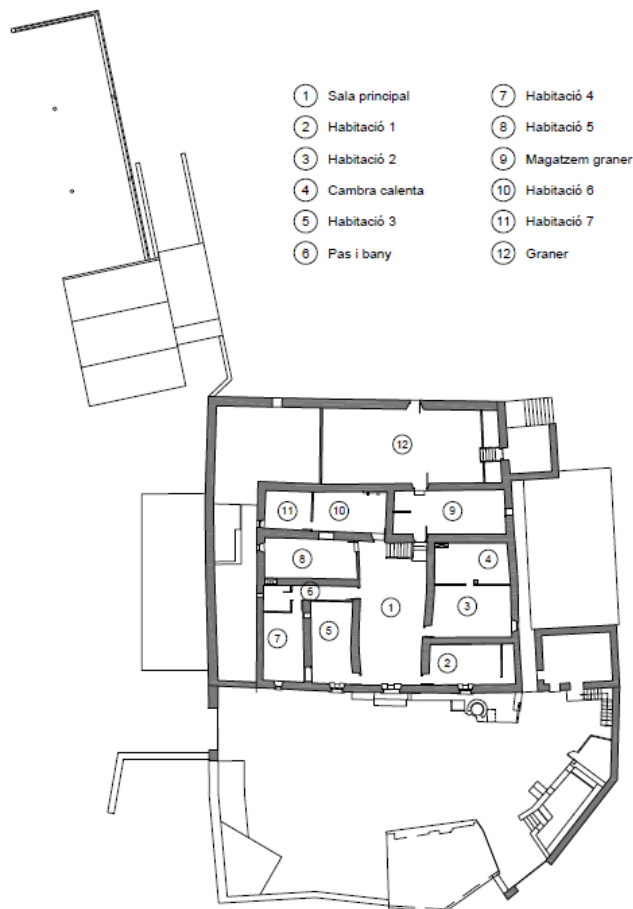 1 Sala principal
2 Habitació 1
3 Habitació 2
4 Cambra calenta
5 Habitació 3
6 Pas i bany
7 Habitació 4
8 Habitació 5
9 Magatzem graner
10 Habitació 6
11 Habitació 7
12 Graner
12
11
10
9
8
4
6
1
3
5
7
2